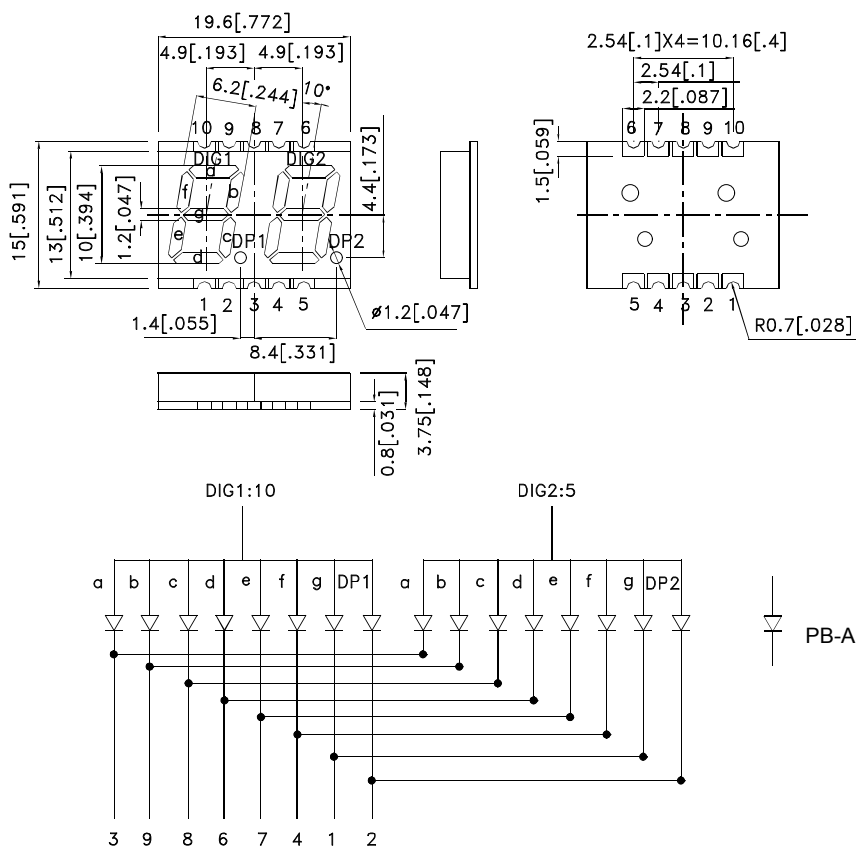 19.6[.772]
4.9[.193] 4.9[.193]
6.2[.244] 10°
10 9 8 7 6
DIG1 DIG2
a
f b
g
e c
d
DP1 DP2
1 2 3 4 5
15[.591]
13[.512]
10[.394]
1.2[.047]
4.4[.173]
1.4[.055]
ø1.2[.047]
8.4[.331]
2.54[.1]X4=10.16[.4]
2.54[.1]
2.2[.087]
6 7 8 9 10
1.5[.059]
5 4 3 2 1
R0.7[.028]
0.8[.031]
3.75[.148]
DIG1:10 DIG2:5
a b c d e f g DP1 a b c d e f g DP2
PB-A
3 9 8 6 7 4 1 2